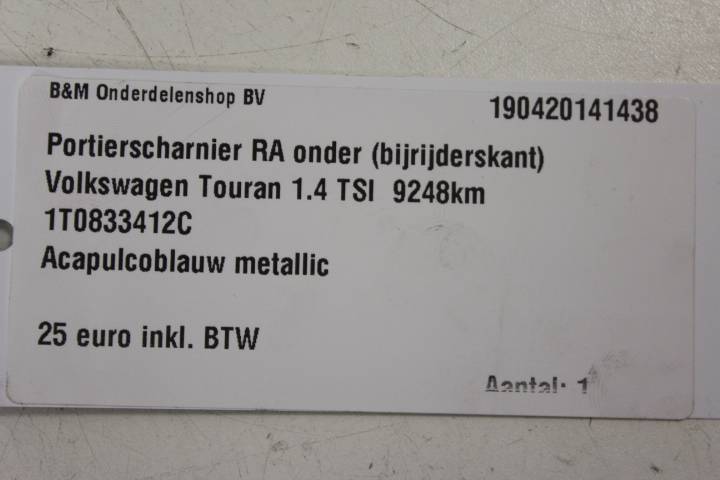 B&M Onderdelenshop BV
190420141438
Portierscharnier RA onder (bijrijderskant)
Volkswagen Touran 1.4 TSI 9248km
1T0833412C
Acapulcoblauw metallic
25 euro inkl. BTW
Aantal: 1